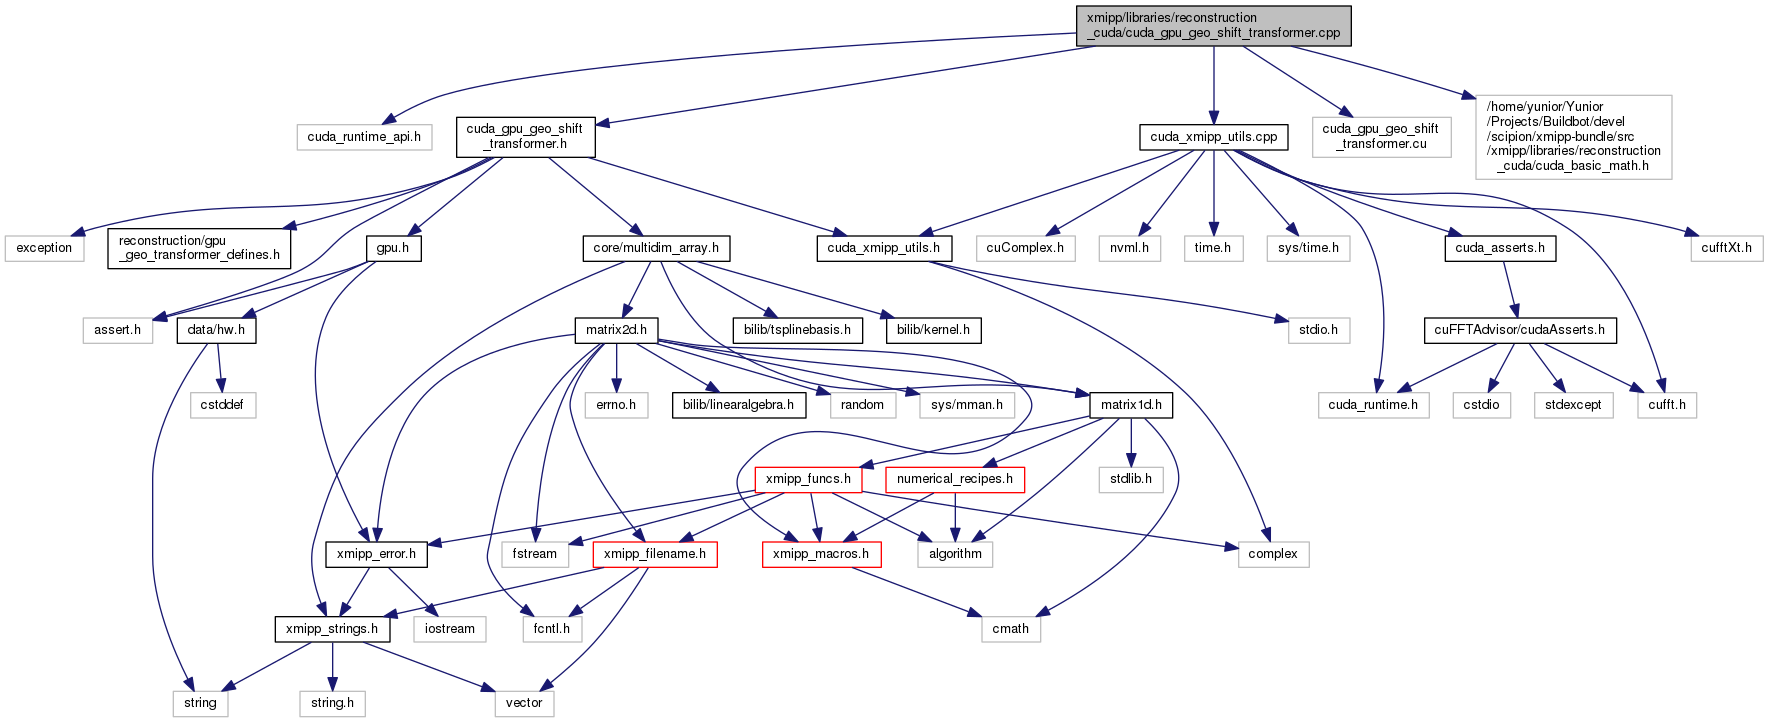 xmipp/libraries/reconstruction
_cuda/cuda_gpu_geo_shift_transformer.cpp
cuda_runtime_api.h
cuda_gpu_geo_shift
_transformer.h
cuda_xmipp_utils.cpp
cuda_gpu_geo_shift
_transformer.cu
/home/yunior/Yunior
/Projects/Buildbot/devel
/scipion/xmipp-bundle/src
/xmipp/libraries/reconstruction
_cuda/cuda_basic_math.h
exception
reconstruction/gpu
_geo_transformer_defines.h
gpu.h
core/multidim_array.h
cuda_xmipp_utils.h
cuComplex.h
nvml.h
time.h
sys/time.h
cuda_asserts.h
cufftXt.h
assert.h
data/hw.h
matrix2d.h
bilib/tsplinebasis.h
bilib/kernel.h
stdio.h
cuFFTAdvisor/cudaAsserts.h
cstddef
errno.h
bilib/linearalgebra.h
random
sys/mman.h
matrix1d.h
cuda_runtime.h
cstdio
stdexcept
cufft.h
xmipp_funcs.h
numerical_recipes.h
stdlib.h
xmipp_error.h
fstream
xmipp_filename.h
xmipp_macros.h
algorithm
complex
xmipp_strings.h
iostream
fcntl.h
cmath
string
string.h
vector